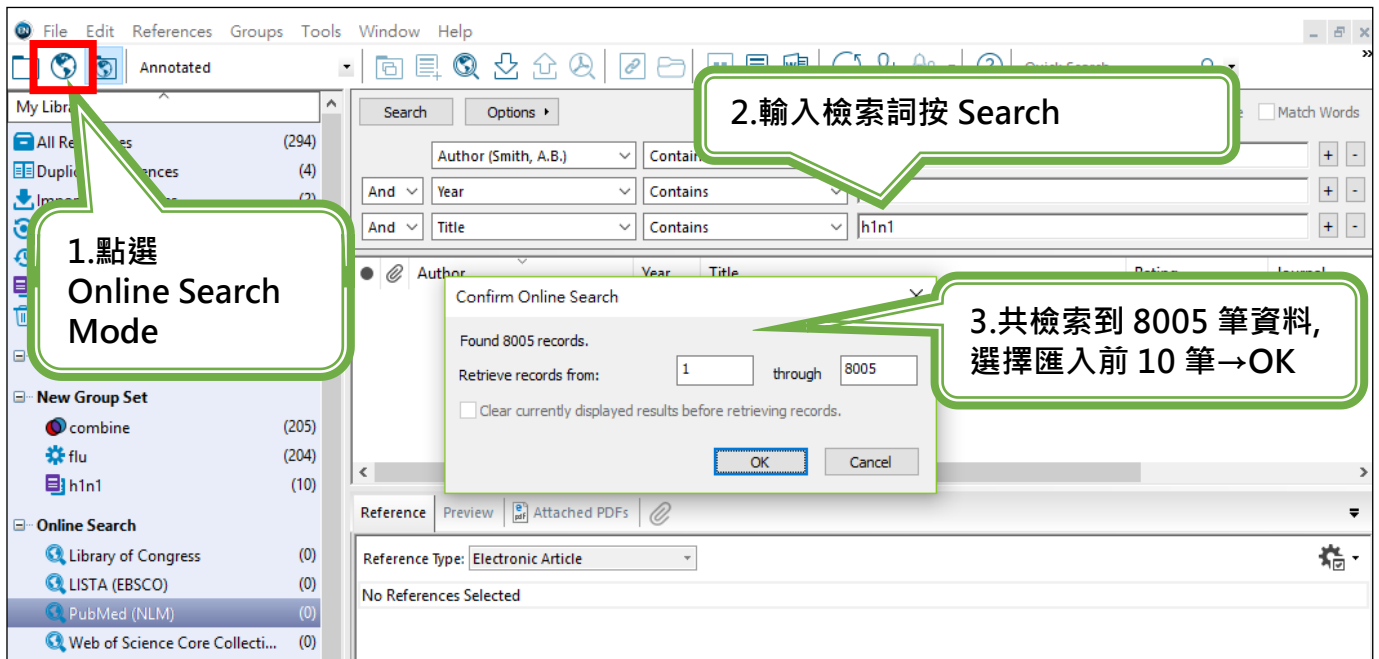 File Edit References Groups Tools Window Help
Annotated
My Libr
Search Options Match Words
All Re es (294)
Author (Smith, A.B.) Contain + -
Dupli ences (4)
And Year Contains + -
And Title Contains h1n1 + -
2.輸入檢索詞按 Search
1.點選
Online Search
Mode
Author Year Title Rating Journal
Confirm Online Search
Found 8005 records.
Retrieve records from: 1 through 8005
Clear currently displayed results before retrieving records.
OK Cancel
3.共檢索到 8005 筆資料,
選擇匯入前 10 筆→OK
New Group Set
combine (205)
flu (204)
h1n1 (10)
Online Search
Library of Congress (0)
LISTA (EBSCO) (0)
PubMed (NLM) (0)
Web of Science Core Collecti... (0)
Reference Preview Attached PDFs
Reference Type: Electronic Article
No References Selected